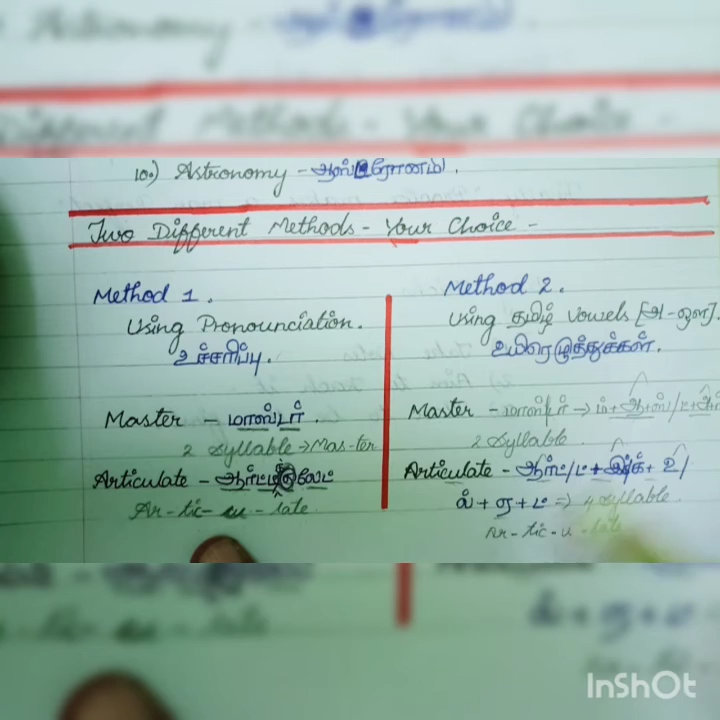 10.) Astronomy -
Two Different Methods - Your Choice -
Method 1.
Using Pronounciation.
உச்சரிப்பு.
Master - மாஸ்டர்.
2 syllable → Mas-ter
Articulate -
Ar-tic-u-late
Method 2.
Using தமிழ் vowels [அ-ஔ].
உயிரெழுத்துக்கள்.
Master - மாஸ்டர் →
2 syllable.
Articulate - ஆர்ட்
ல் + ஏ + ட் => 4 syllable.
Ar-tic-u-late
InShOt